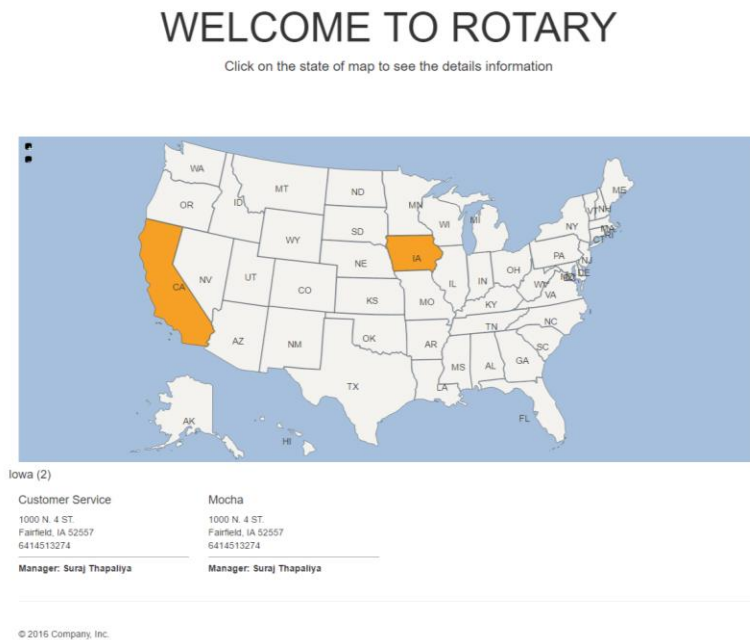 WELCOME TO ROTARY
Click on the state of map to see the details information
WA
MT
ND
MN
ME
OR
ID
SD
WI
MI
VT
NH
NY
WY
MA
RI
CT
IA
PA
NE
NJ
NV
UT
CO
IL
IN
OH
DE
CA
WV
VA
KS
MO
KY
NC
AZ
NM
OK
AR
TN
SC
MS
AL
GA
TX
LA
AK
HI
FL
Iowa (2)
Customer Service
1000 N. 4 ST.
Fairfield, IA 52557
6414513274
Manager: Suraj Thapaliya
Mocha
1000 N. 4 ST.
Fairfield, IA 52557
6414513274
Manager: Suraj Thapaliya
© 2016 Company, Inc.